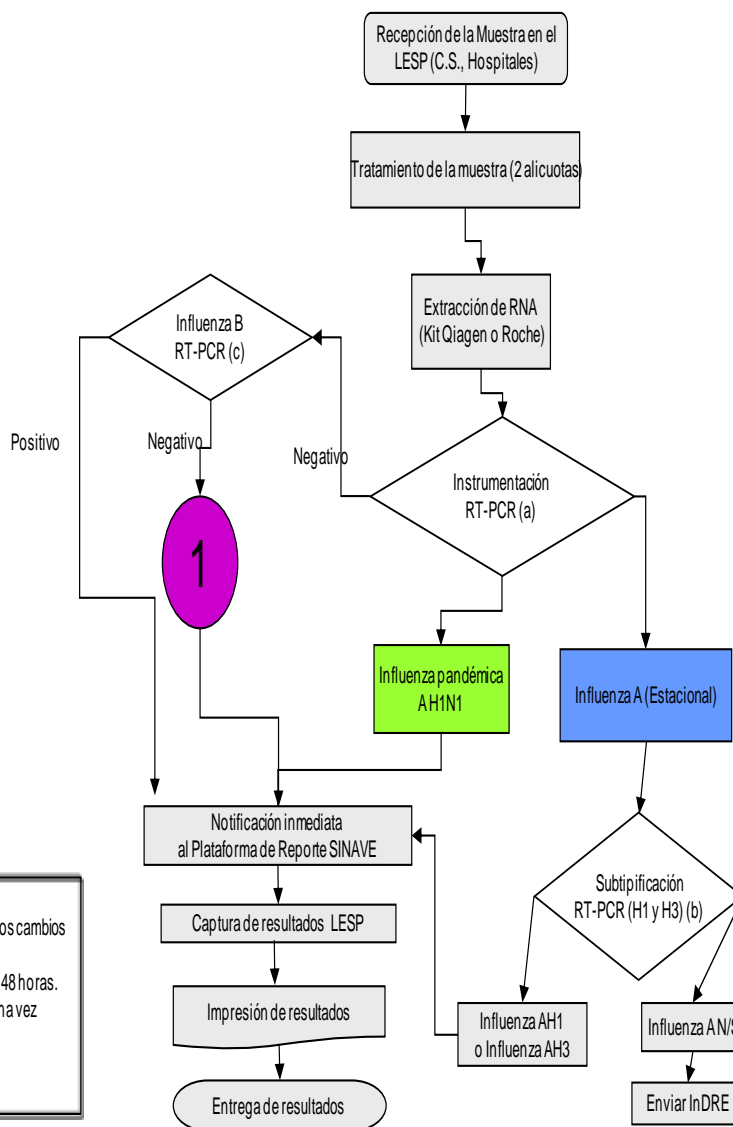 Recepción de la Muestra en el
LESP (C.S., Hospitales)
Tratamiento de la muestra (2 alicuotas)
Extracción de RNA
(Kit Qiagen o Roche)
Influenza B
RT-PCR (c)
Positivo
Negativo
Negativo
Instrumentación
RT-PCR (a)
1
Influenza pandémica
A H1N1
Influenza A (Estacional)
Notificación inmediata
al Plataforma de Reporte SINAVE
Subtipificación
RT-PCR (H1 y H3) (b)
Captura de resultados LESP
os cambios
48 horas.
na vez
Impresión de resultados
Influenza AH1
o Influenza AH3
Influenza A N/S
Enviar InDRE
Entrega de resultados